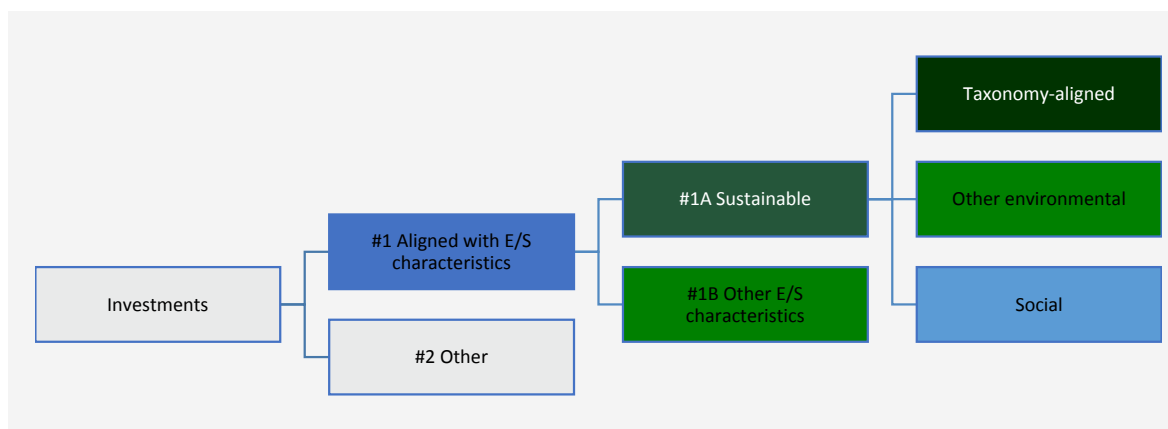 Taxonomy-aligned
#1A Sustainable
Other environmental
#1 Aligned with E/S
characteristics
Investments
#1B Other E/S
characteristics
Social
#2 Other